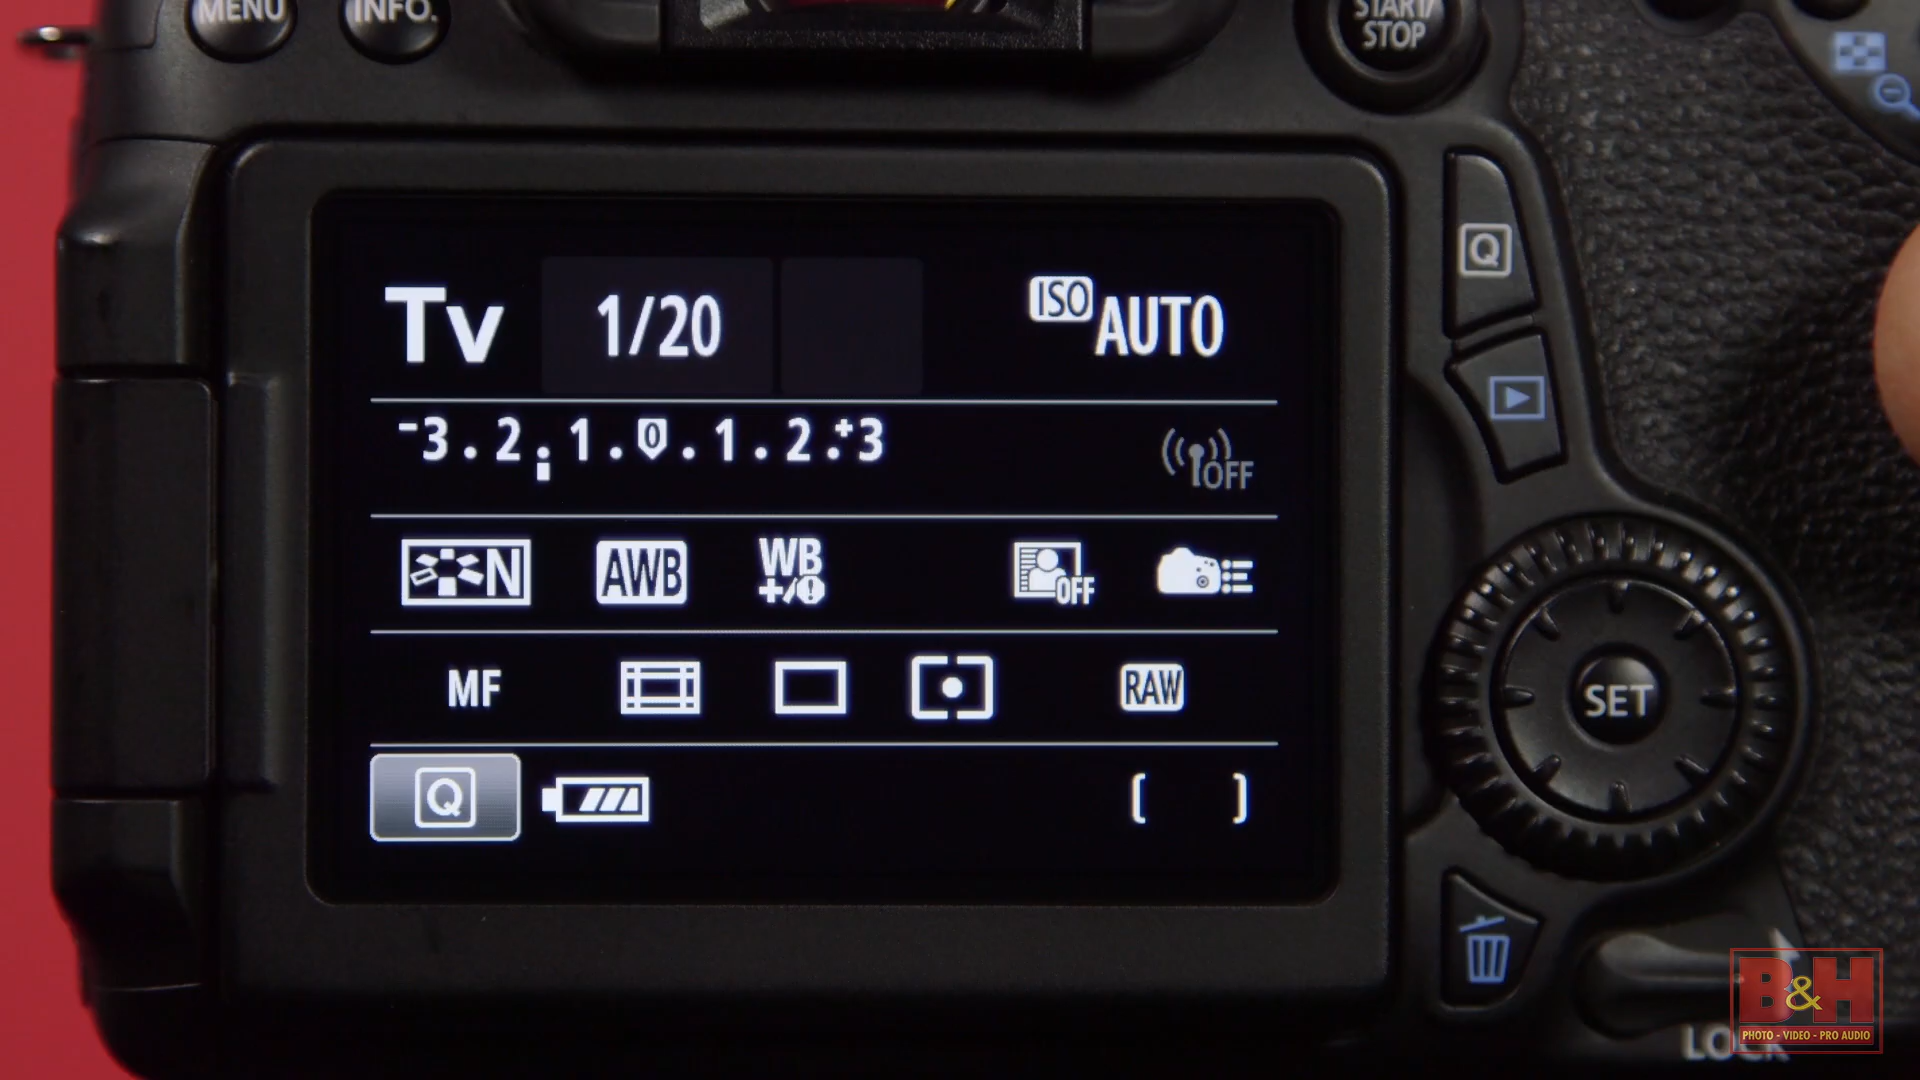 MENU INFO. START/
STOP
Q
Tv 1/20 ISO AUTO
-3.2.1.0.1.2.+3 OFF
N AWB WB +/- OFF
MF RAW
Q [ ]
SET
B&H
PHOTO - VIDEO - PRO AUDIO
LOCK